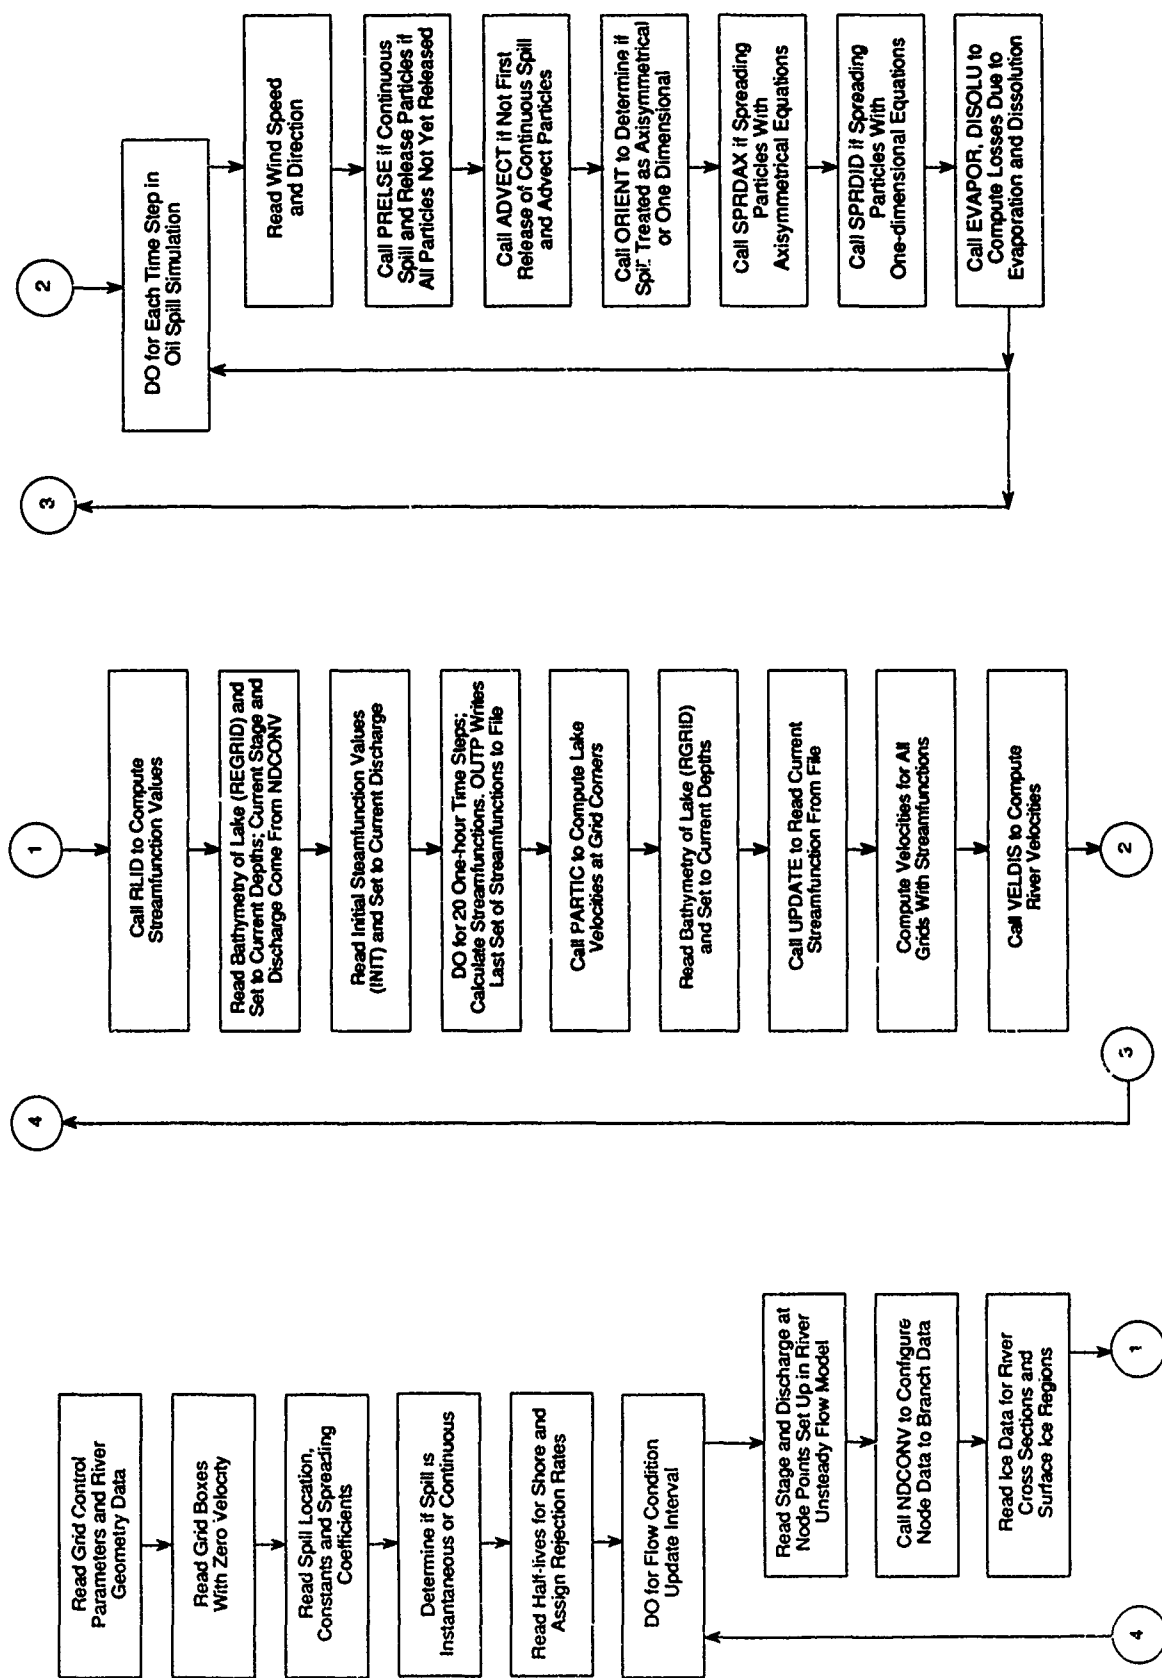 Read Grid Control
Parameters and River
Geometry Data
Read Grid Boxes
With Zero Velocity
Read Spill Location,
Constants and Spreading
Coefficients
Determine if Spill is
Instantaneous or Continuous
Read Half-lives for Shore and
Assign Rejection Rates
DO for Flow Condition
Update Interval
Read Stage and Discharge at
Node Points Set Up in River
Unsteady Flow Model
Call NDCONV to Configure
Node Data to Branch Data
Read Ice Data for River
Cross Sections and
Surface Ice Regions
4
1
4
1
Call RLID to Compute
Streamfunction Values
Read Bathymetry of Lake (REGRID) and
Set to Current Depths; Current Stage and
Discharge Come From NDCONV
Read Initial Steamfunction Values
(INIT) and Set to Current Discharge
DO for 20 One-hour Time Steps;
Calculate Streamfunctions. OUTP Writes
Last Set of Streamfunctions to File
Call PARTIC to Compute Lake
Velocities at Grid Corners
Read Bathymetry of Lake (RGRID)
and Set to Current Depths
Call UPDATE to Read Current
Streamfunction From File
Compute Velocities for All
Grids With Streamfunctions
Call VELDIS to Compute
River Velocities
3
2
3
2
DO for Each Time Step in
Oil Spill Simulation
Read Wind Speed
and Direction
Call PRELSE if Continuous
Spill and Release Particles if
All Particles Not Yet Released
Call ADVECT if Not First
Release of Continuous Spill
and Advect Particles
Call ORIENT to Determine if
Spill Treated as Axisymmetrical
or One Dimensional
Call SPRDAX if Spreading
Particles With
Axisymmetrical Equations
Call SPRDID if Spreading
Particles With
One-dimensional Equations
Call EVAPOR, DISOLU to
Compute Losses Due to
Evaporation and Dissolution